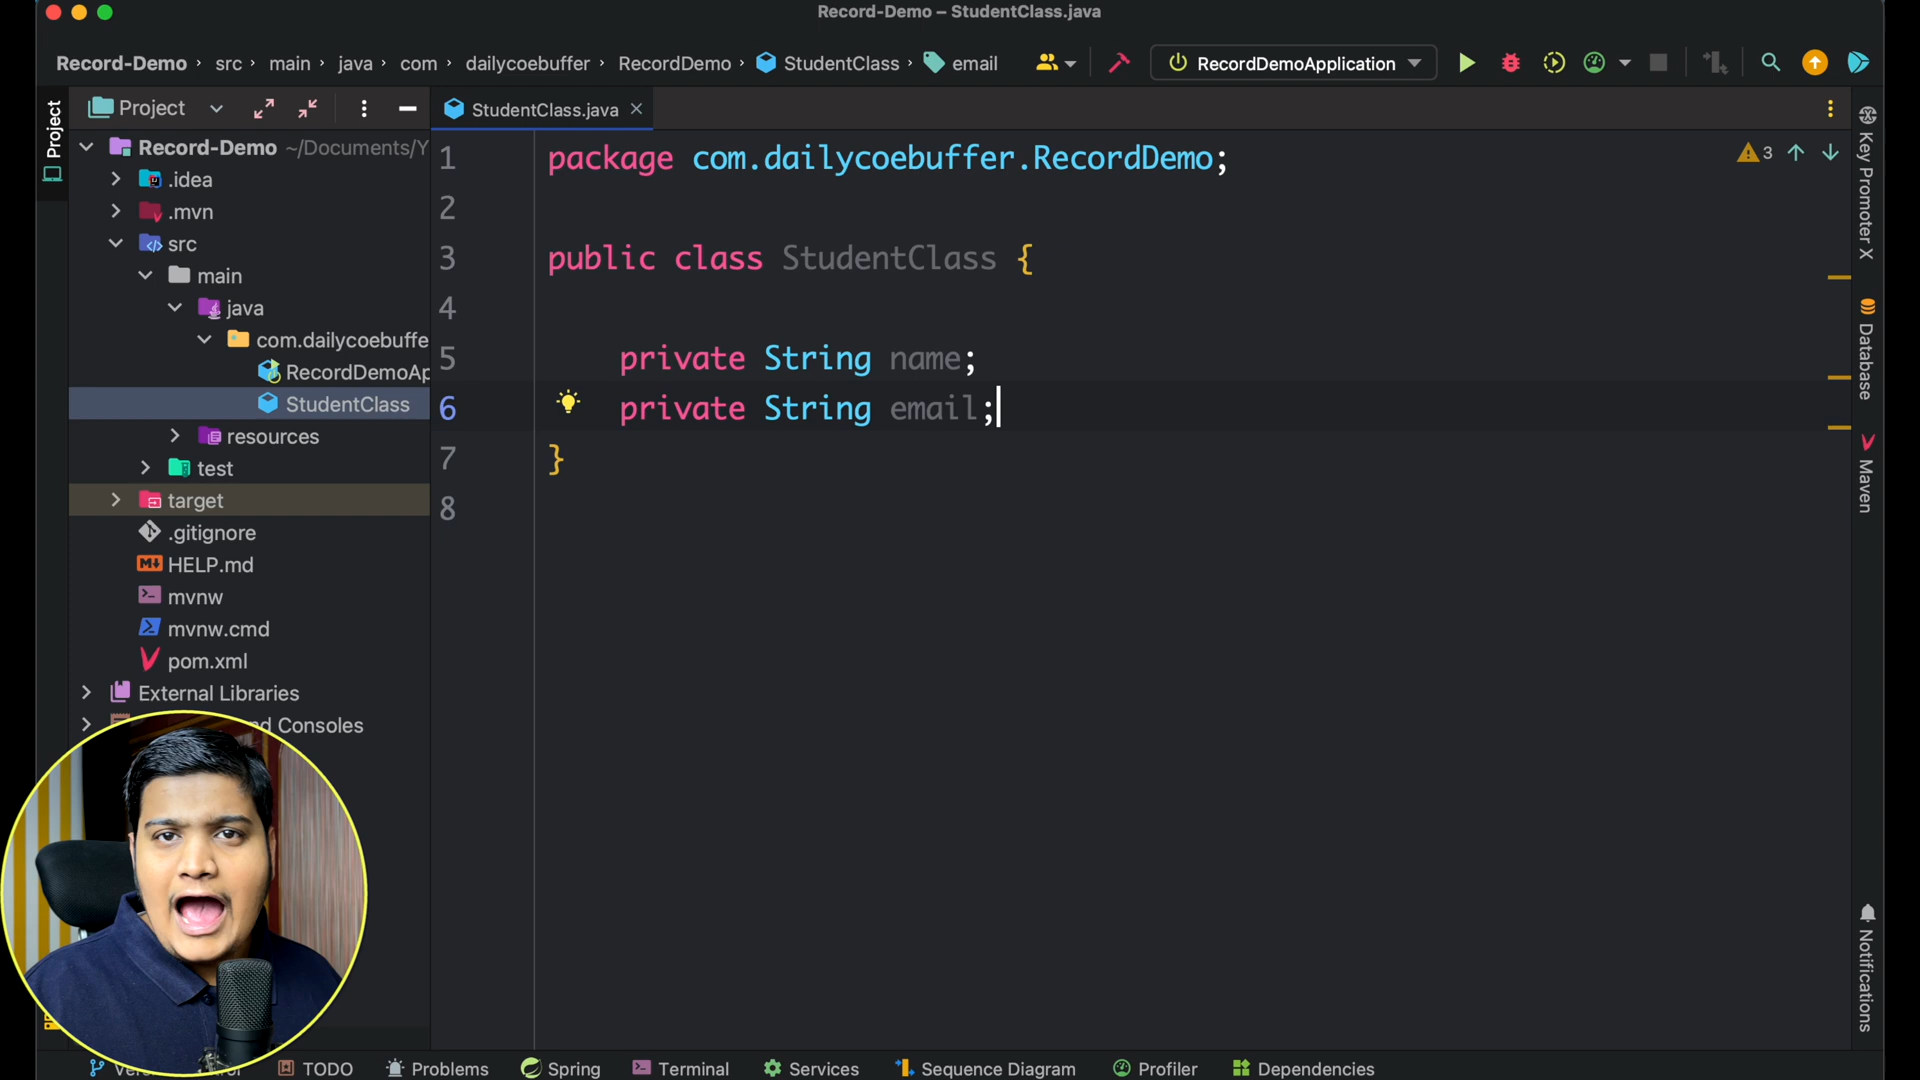 Record-Demo – StudentClass.java
Record-Demo › src › main › java › com › dailycoebuffer › RecordDemo › StudentClass › email
RecordDemoApplication
Project
Project
StudentClass.java
Record-Demo ~/Documents/Y
.idea
.mvn
src
main
java
com.dailycoebuffe
RecordDemoAp
StudentClass
resources
test
target
.gitignore
HELP.md
mvnw
mvnw.cmd
pom.xml
External Libraries
nd Consoles
1 package com.dailycoebuffer.RecordDemo;
2
3 public class StudentClass {
4
5 private String name;
6 private String email;
7 }
8
3
Key Promoter X
Database
Maven
Notifications
TODO
Problems
Spring
Terminal
Services
Sequence Diagram
Profiler
Dependencies